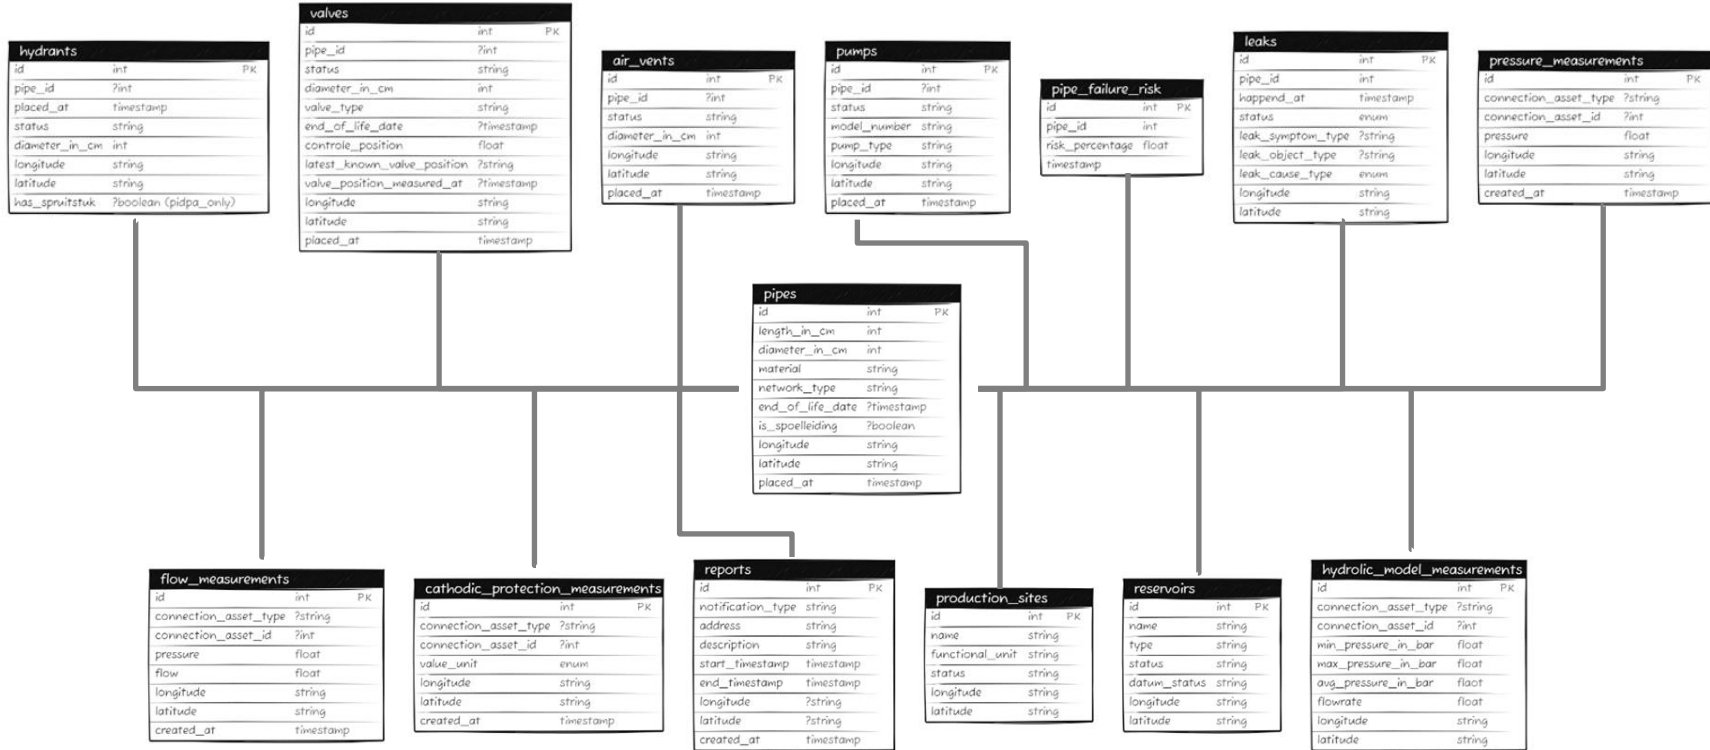 hydrants
id int PK
pipe_id ?int
placed_at timestamp
status string
diameter_in_cm int
longitude string
latitude string
has_spruitstuk ?boolean (pidpa_only)
valves
id int PK
pipe_id ?int
status string
diameter_in_cm int
valve_type string
end_of_life_date ?timestamp
controle_position float
latest_known_valve_position ?string
valve_position_measured_at ?timestamp
longitude string
latitude string
placed_at timestamp
air_vents
id int PK
pipe_id ?int
status string
diameter_in_cm int
longitude string
latitude string
placed_at timestamp
pumps
id int PK
pipe_id ?int
status string
model_number string
pump_type string
longitude string
latitude string
placed_at timestamp
pipe_failure_risk
id int PK
pipe_id int
risk_percentage float
timestamp
leaks
id int PK
pipe_id int
happend_at timestamp
status enum
leak_symptom_type ?string
leak_object_type ?string
leak_cause_type enum
longitude string
latitude string
pressure_measurements
id int PK
connection_asset_type ?string
connection_asset_id ?int
pressure float
longitude string
latitude string
created_at timestamp
pipes
id int PK
length_in_cm int
diameter_in_cm int
material string
network_type string
end_of_life_date ?timestamp
is_spoelleiding ?boolean
longitude string
latitude string
placed_at timestamp
flow_measurements
id int PK
connection_asset_type ?string
connection_asset_id ?int
pressure float
flow float
longitude string
latitude string
created_at timestamp
cathodic_protection_measurements
id int PK
connection_asset_type ?string
connection_asset_id ?int
value_unit enum
longitude string
latitude string
created_at timestamp
reports
id int PK
notification_type string
address string
description string
start_timestamp timestamp
end_timestamp timestamp
longitude ?string
latitude ?string
created_at timestamp
production_sites
id int PK
name string
functional_unit string
status string
longitude string
latitude string
reservoirs
id int PK
name string
type string
status string
datum_status string
longitude string
latitude string
hydrolic_model_measurements
id int PK
connection_asset_type ?string
connection_asset_id ?int
min_pressure_in_bar float
max_pressure_in_bar float
avg_pressure_in_bar flaot
flowrate float
longitude string
latitude string